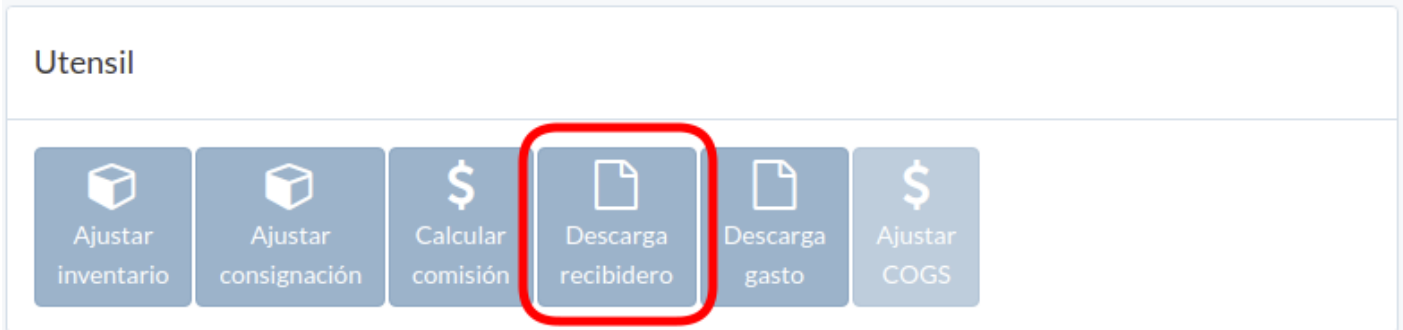 Utensil
Ajustar
inventario
Ajustar
consignación
$
Calcular
comisión
Descarga
recibidero
Descarga
gasto
$
Ajustar
COGS